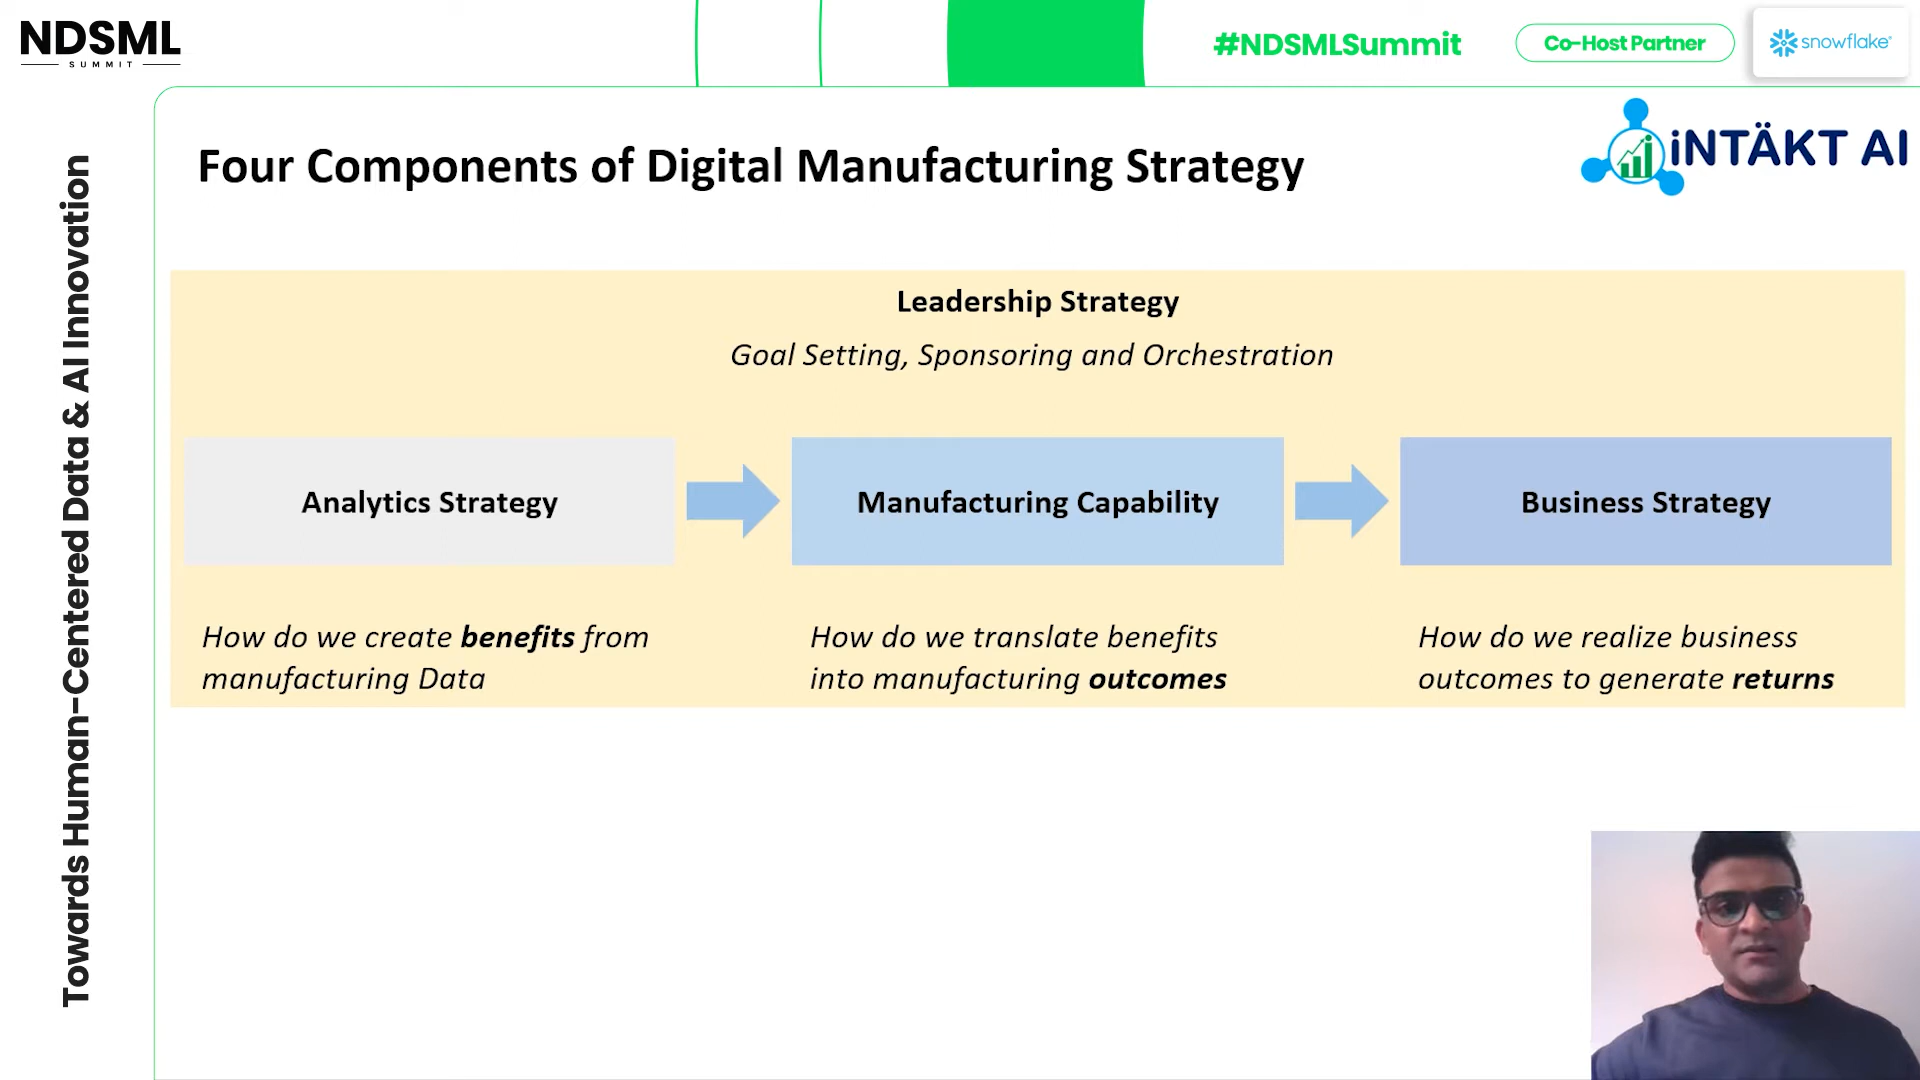 NDSML
SUMMIT
#NDSMLSummit
Co-Host Partner
snowflake®
Towards Human-Centered Data & AI Innovation
iNTÄKT AI
Four Components of Digital Manufacturing Strategy
Leadership Strategy
Goal Setting, Sponsoring and Orchestration
Analytics Strategy
Manufacturing Capability
Business Strategy
How do we create benefits from
manufacturing Data
How do we translate benefits
into manufacturing outcomes
How do we realize business
outcomes to generate returns